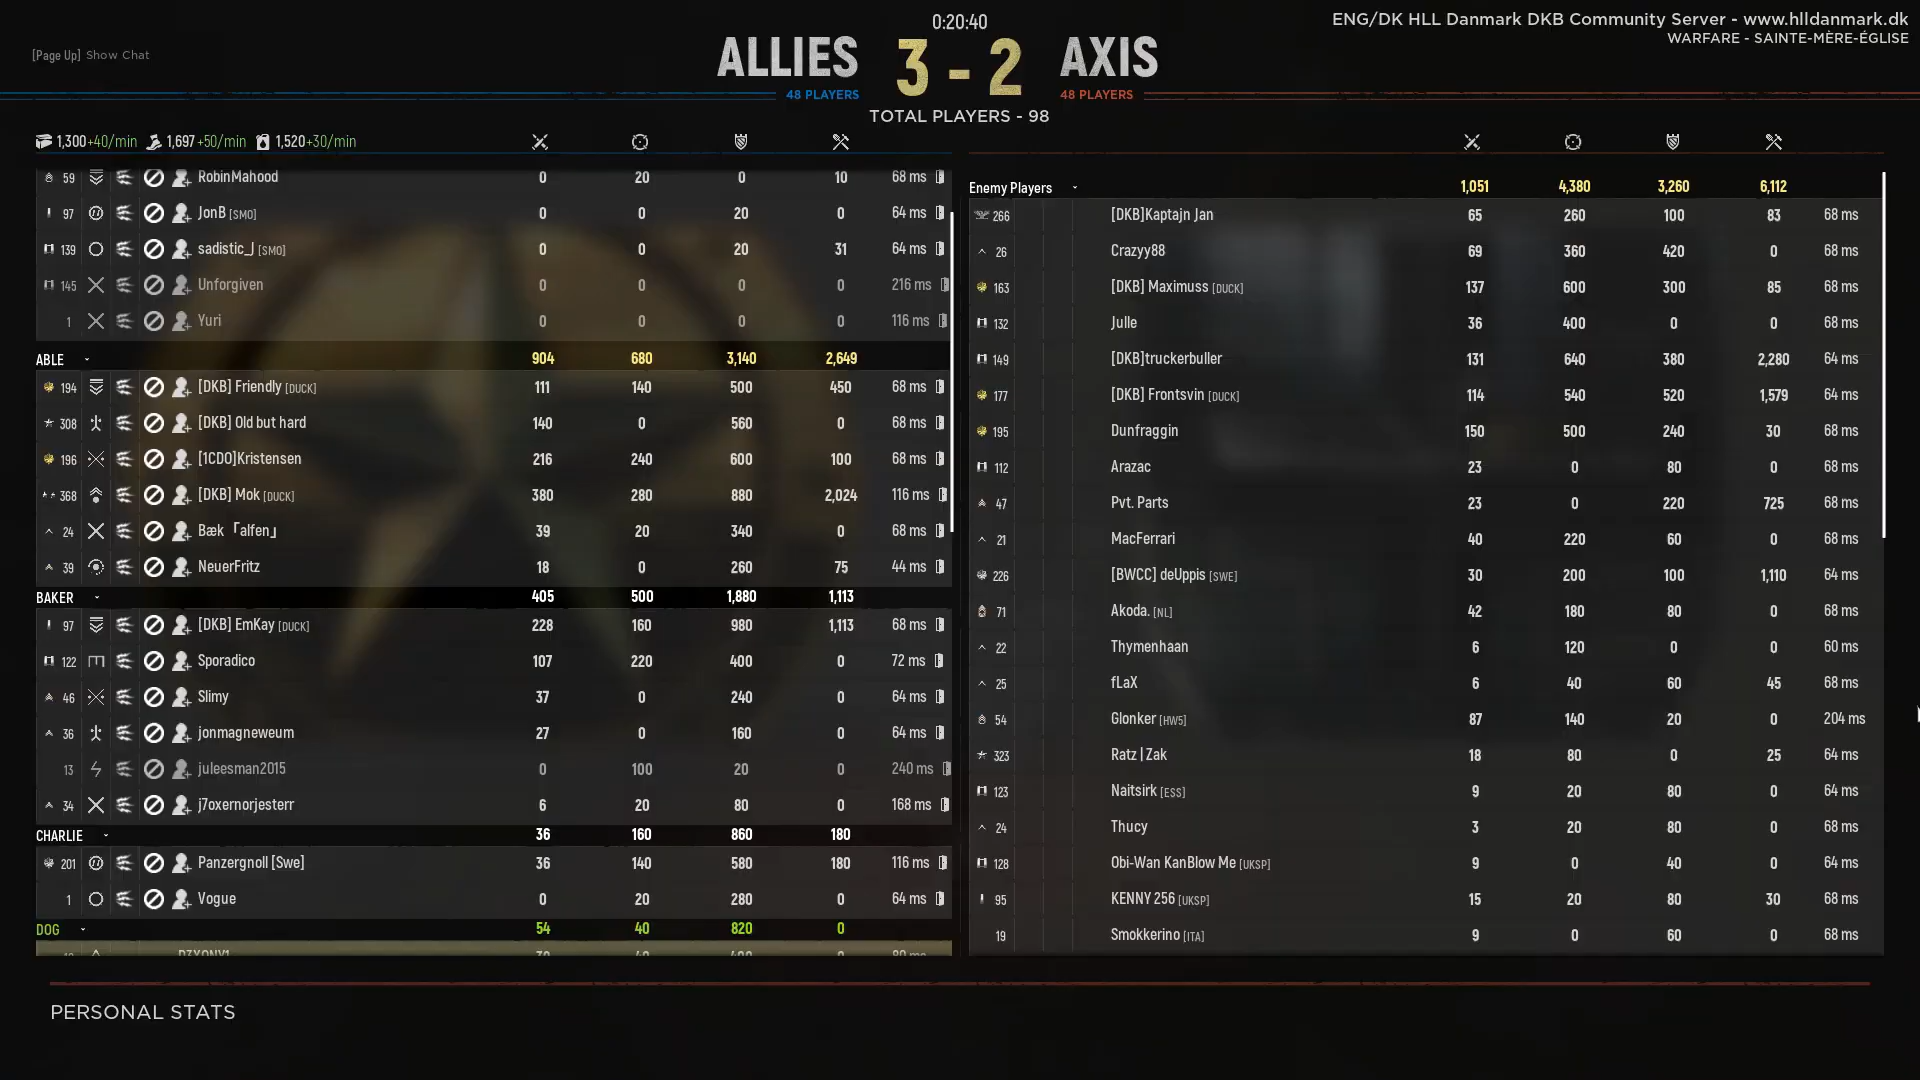 0:20:40
ENG/DK HLL Danmark DKB Community Server - www.hlldanmark.dk
WARFARE - SAINTE-MÈRE-ÉGLISE
[Page Up] Show Chat
ALLIES 3 - 2 AXIS
48 PLAYERS 48 PLAYERS
TOTAL PLAYERS - 98
1,300 +40/min 1,697 +50/min 1,520 +30/min
59 RobinMahood 0 20 0 10 68 ms
97 JonB [SMO] 0 0 20 0 64 ms
139 sadistic_J [SMO] 0 0 20 31 64 ms
145 Unforgiven 0 0 0 0 216 ms
1 Yuri 0 0 0 0 116 ms
ABLE 904 680 3,140 2,649
194 [DKB] Friendly [DUCK] 111 140 500 450 68 ms
308 [DKB] Old but hard 140 0 560 0 68 ms
196 [1CDO]Kristensen 216 240 600 100 68 ms
368 [DKB] Mok [DUCK] 380 280 880 2,024 116 ms
24 Bæk「alfen」 39 20 340 0 68 ms
39 NeuerFritz 18 0 260 75 44 ms
BAKER 405 500 1,880 1,113
97 [DKB] EmKay [DUCK] 228 160 980 1,113 68 ms
122 Sporadico 107 220 400 0 72 ms
46 Slimy 37 0 240 0 64 ms
36 jonmagneweum 27 0 160 0 64 ms
13 juleesman2015 0 100 20 0 240 ms
34 j7oxernorjesterr 6 20 80 0 168 ms
CHARLIE 36 160 860 180
201 Panzergnoll [Swe] 36 140 580 180 116 ms
1 Vogue 0 20 280 0 64 ms
DOG 54 40 820 0
Enemy Players 1,051 4,380 3,260 6,112
266 [DKB]Kaptajn Jan 65 260 100 83 68 ms
26 Crazyy88 69 360 420 0 68 ms
163 [DKB] Maximuss [DUCK] 137 600 300 85 68 ms
132 Julle 36 400 0 0 68 ms
149 [DKB]truckerbuller 131 640 380 2,280 64 ms
177 [DKB] Frontsvin [DUCK] 114 540 520 1,579 64 ms
195 Dunfraggin 150 500 240 30 68 ms
112 Arazac 23 0 80 0 68 ms
47 Pvt. Parts 23 0 220 725 68 ms
21 MacFerrari 40 220 60 0 68 ms
226 [BWCC] deUppis [SWE] 30 200 100 1,110 64 ms
71 Akoda. [NL] 42 180 80 0 68 ms
22 Thymenhaan 6 120 0 0 60 ms
25 fLaX 6 40 60 45 68 ms
54 Glonker [HW5] 87 140 20 0 204 ms
323 Ratz|Zak 18 80 0 25 64 ms
123 Naitsirk [ESS] 9 20 80 0 64 ms
24 Thucy 3 20 80 0 68 ms
128 Obi-Wan KanBlow Me [UKSP] 9 0 40 0 64 ms
95 KENNY 256 [UKSP] 15 20 80 30 68 ms
19 Smokkerino [ITA] 9 0 60 0 68 ms
PERSONAL STATS